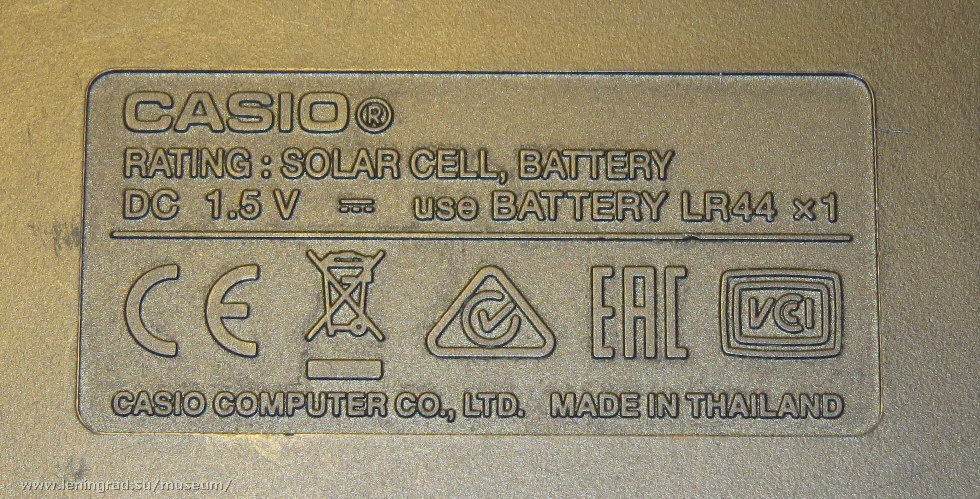 CASIO®
RATING : SOLAR CELL, BATTERY
DC 1.5 V ⎓ use BATTERY LR44 ×1
CE C EAC VCI
CASIO COMPUTER CO., LTD. MADE IN THAILAND
www.leningrad.su/museum/